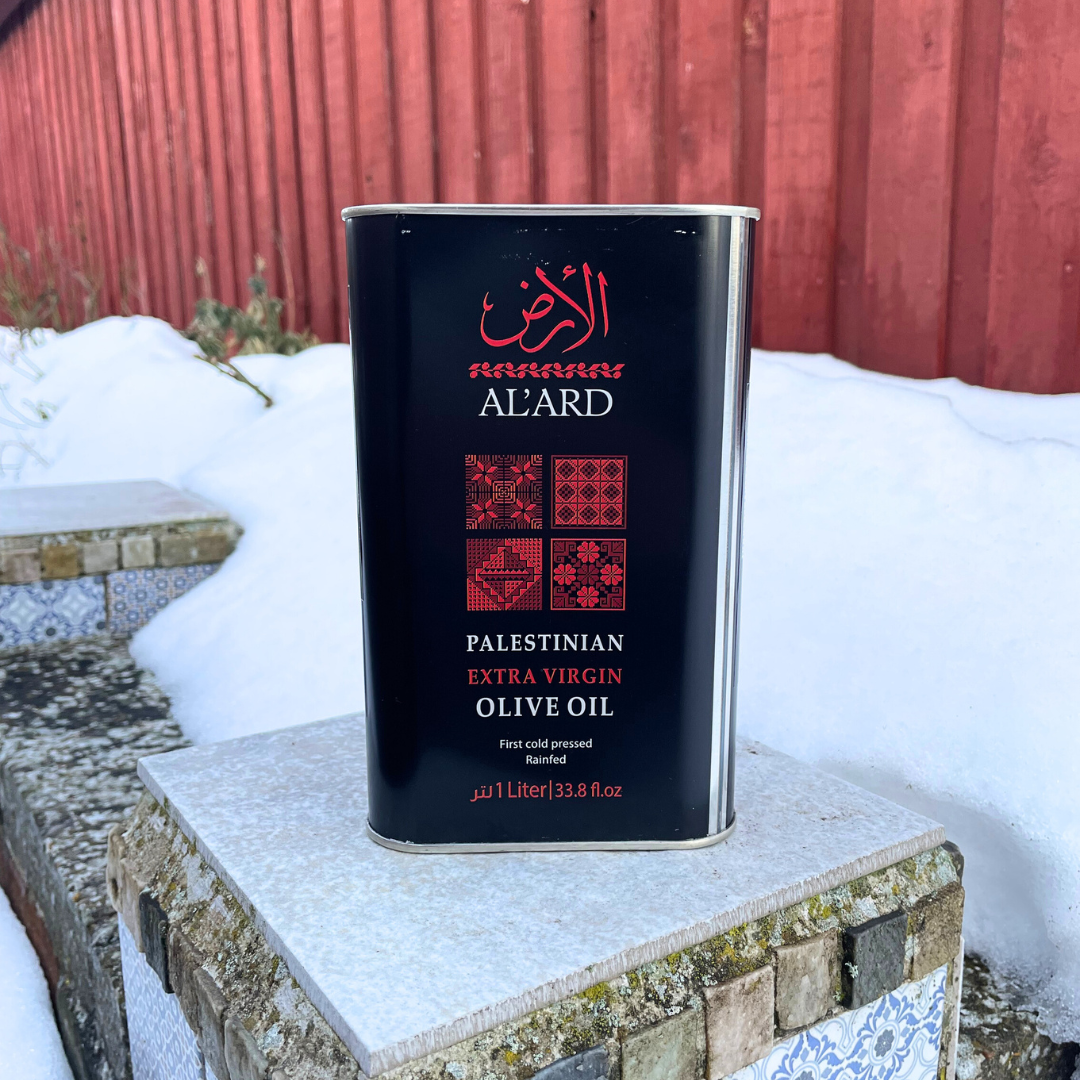 الأرض
AL'ARD
PALESTINIAN
EXTRA VIRGIN
OLIVE OIL
First cold pressed
Rainfed
1 لتر Liter|33.8 fl.oz